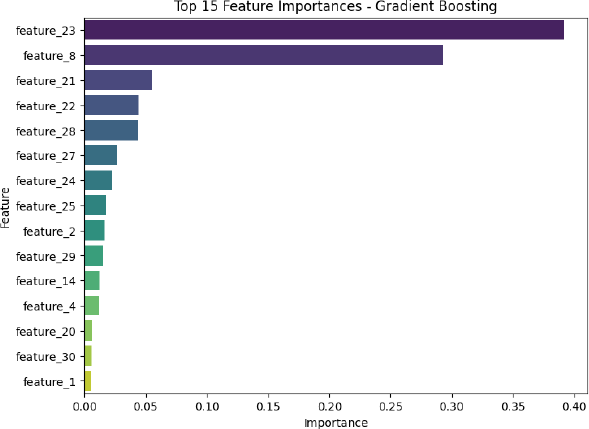 Top 15 Feature Importances - Gradient Boosting
Feature
feature_23
feature_8
feature_21
feature_22
feature_28
feature_27
feature_24
feature_25
feature_2
feature_29
feature_14
feature_4
feature_20
feature_30
feature_1
0.00 0.05 0.10 0.15 0.20 0.25 0.30 0.35 0.40
Importance